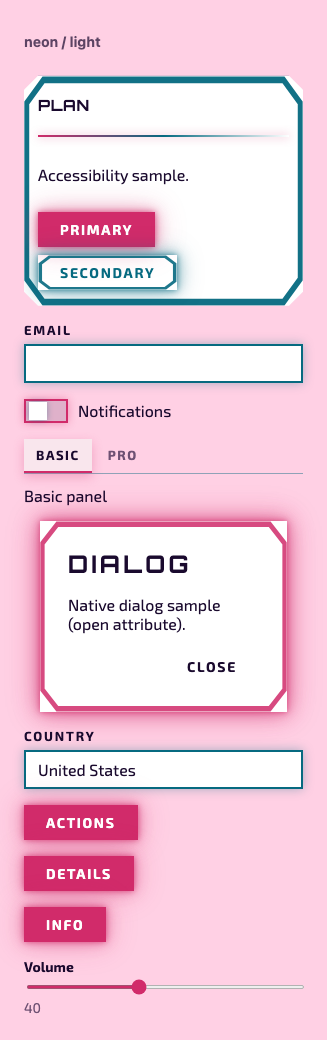 neon / light
PLAN
Accessibility sample.
PRIMARY
SECONDARY
EMAIL
Notifications
BASIC PRO
Basic panel
DIALOG
Native dialog sample
(open attribute).
CLOSE
COUNTRY
United States
ACTIONS
DETAILS
INFO
Volume
40